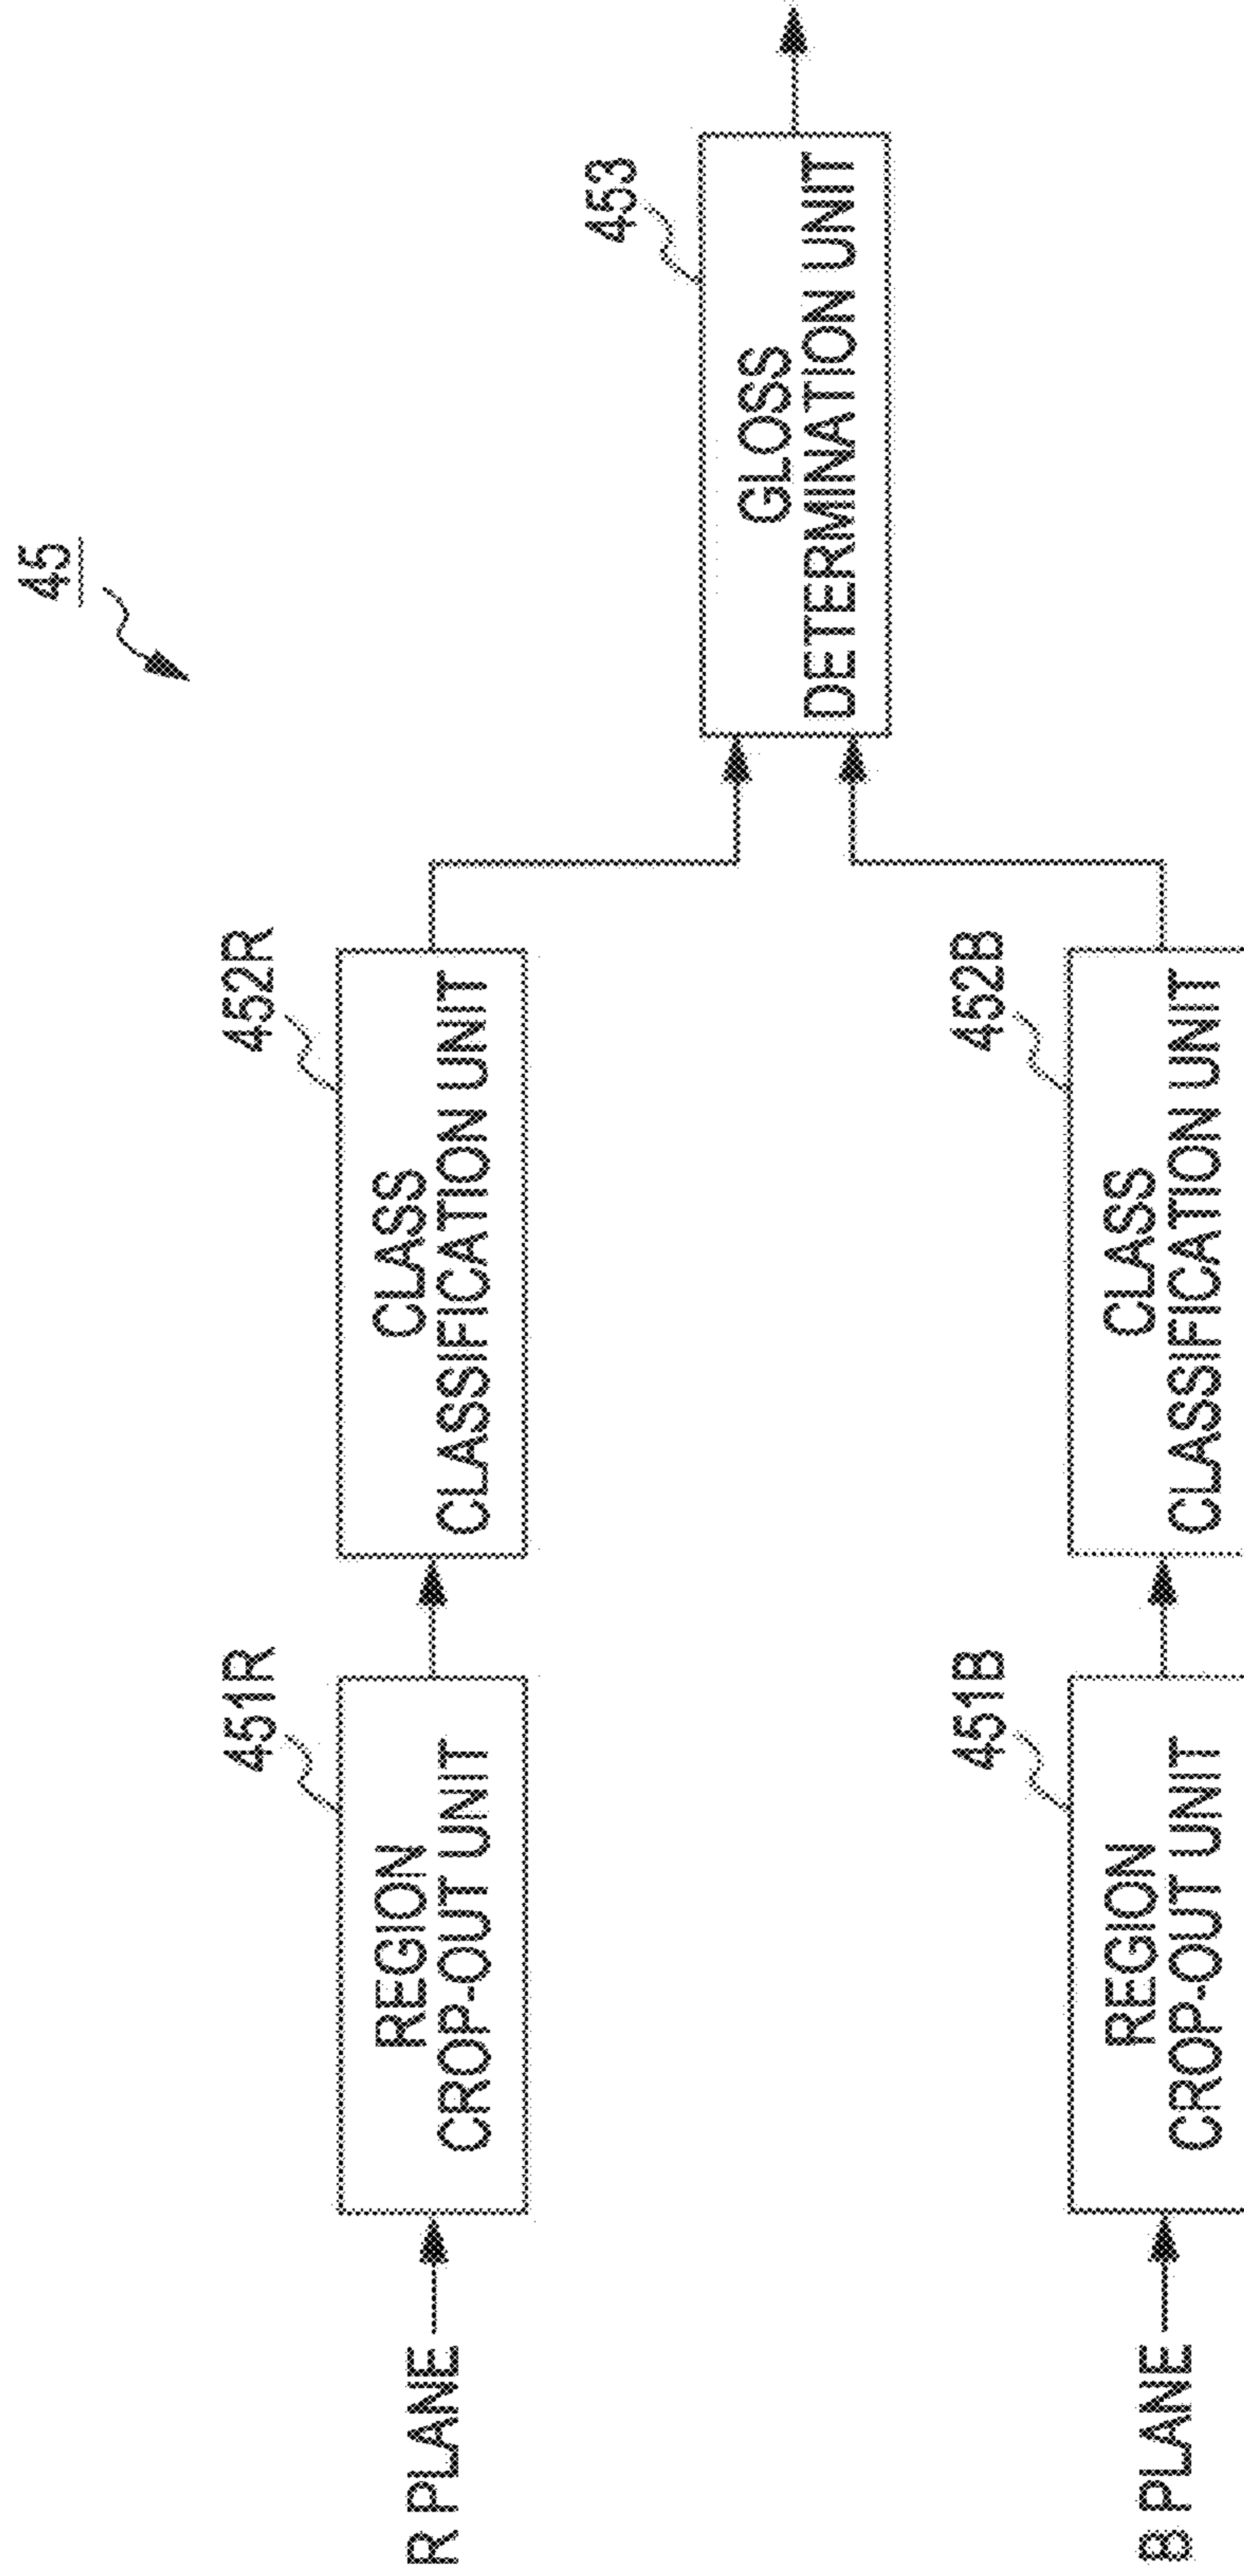 45
R PLANE
451R
REGION
CROP-OUT UNIT
452R
CLASS
CLASSIFICATION UNIT
453
GLOSS
DETERMINATION UNIT
B PLANE
451B
REGION
CROP-OUT UNIT
452B
CLASS
CLASSIFICATION UNIT